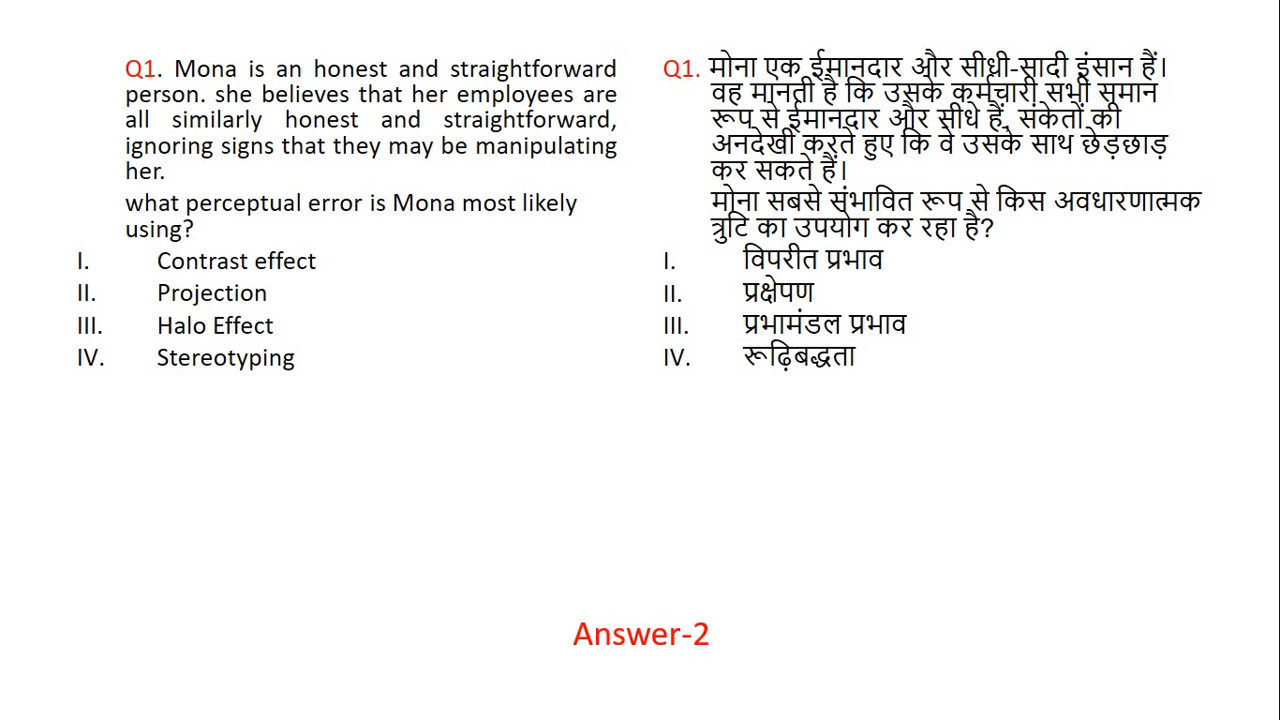 Q1. Mona is an honest and straightforward
person. she believes that her employees are
all similarly honest and straightforward,
ignoring signs that they may be manipulating
her.
what perceptual error is Mona most likely
using?
I. Contrast effect
II. Projection
III. Halo Effect
IV. Stereotyping
Q1. मोना एक ईमानदार और सीधी-सादी इंसान हैं।
वह मानती है कि उसके कर्मचारी सभी समान
रूप से ईमानदार और सीधे हैं, संकेतों की
अनदेखी करते हुए कि वे उसके साथ छेड़छाड़
कर सकते हैं।
मोना सबसे संभावित रूप से किस अवधारणात्मक
त्रुटि का उपयोग कर रहा है?
I. विपरीत प्रभाव
II. प्रक्षेपण
III. प्रभामंडल प्रभाव
IV. रूढ़िबद्धता
Answer-2